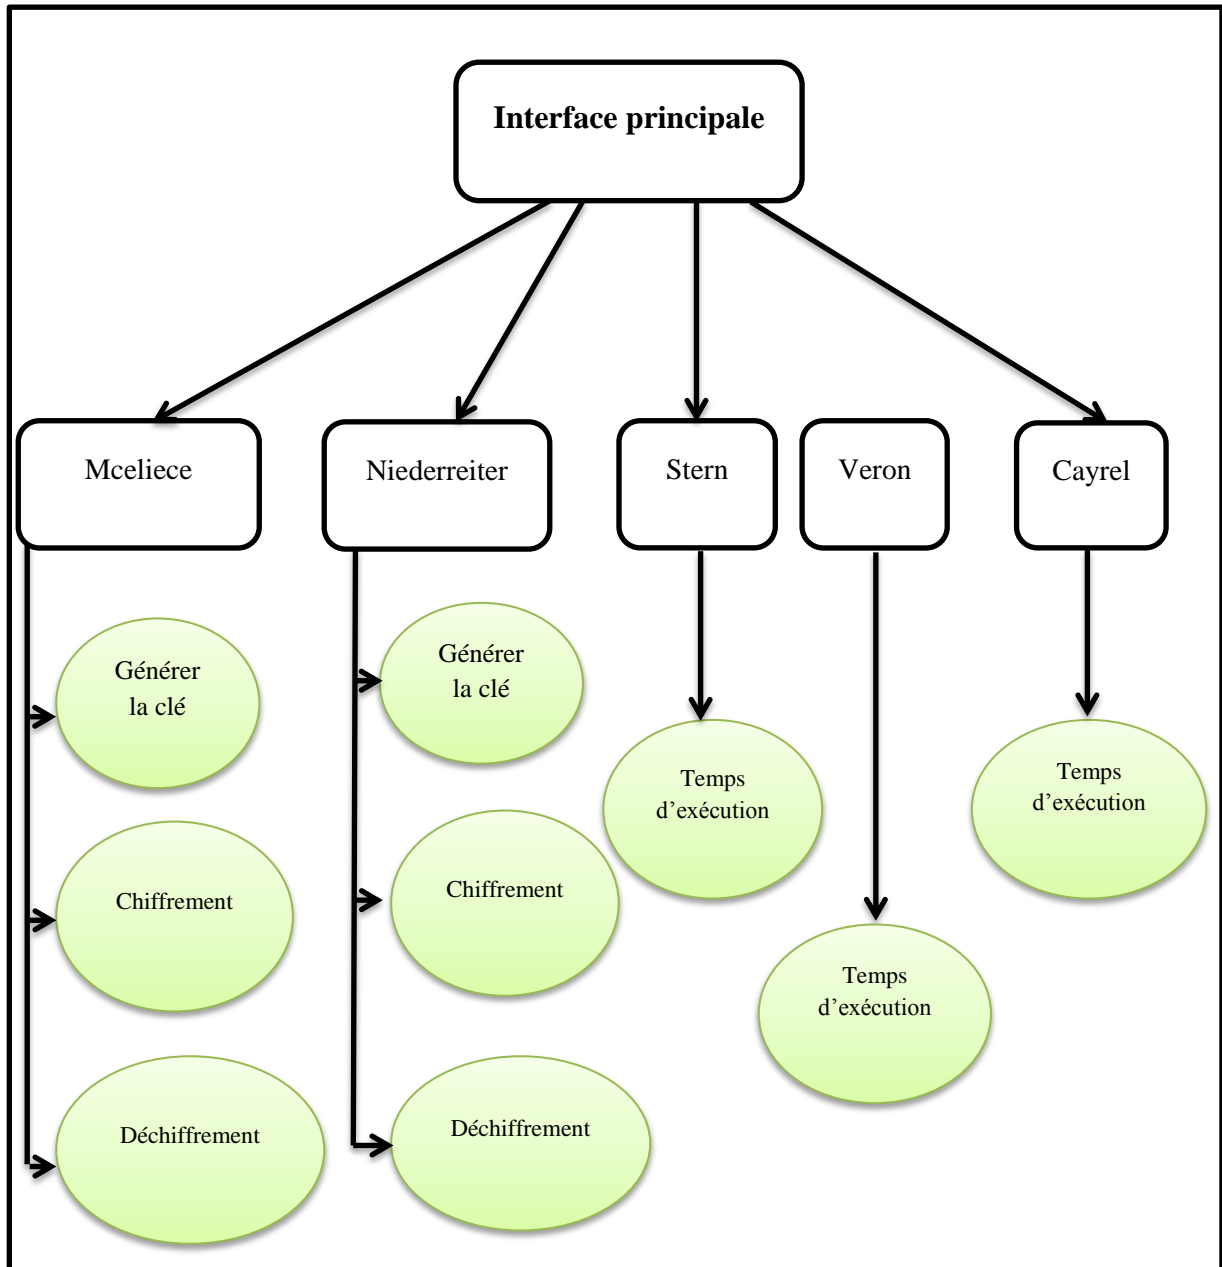 Interface principale
Mceliece
Niederreiter
Stern
Veron
Cayrel
Générer
la clé
Générer
la clé
Temps
d’exécution
Temps
d’exécution
Chiffrement
Chiffrement
Temps
d’exécution
Déchiffrement
Déchiffrement